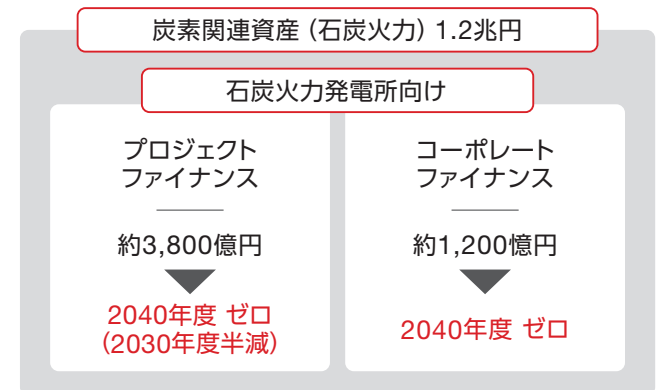 炭素関連資産（石炭火力）1.2兆円
石炭火力発電所向け
プロジェクト
ファイナンス
約3,800億円
2040年度 ゼロ
（2030年度半減）
コーポレート
ファイナンス
約1,200憶円
2040年度 ゼロ